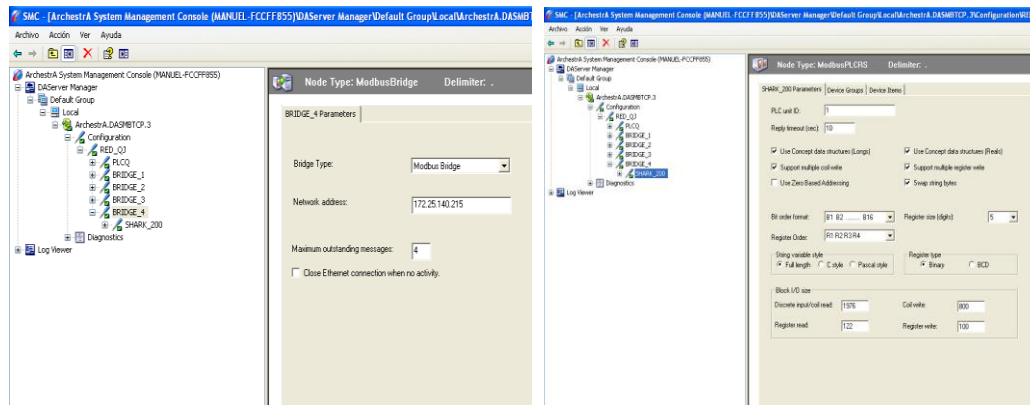 SMC - [ArchestrA System Management Console (MANUEL-FCCFF855)\DAServer Manager\Default Group\Local\ArchestrA.DASMBT
Archivo Acción Ver Ayuda
ArchestrA System Management Console (MANUEL-FCCFF855)
DAServer Manager
Default Group
Local
ArchestrA.DASMBTCP.3
Configuration
RED_QJ
PLCQ
BRIDGE_1
BRIDGE_2
BRIDGE_3
BRIDGE_4
SHARK_200
Diagnostics
Log Viewer
Node Type: ModbusBridge Delimiter: .
BRIDGE_4 Parameters
Bridge Type: Modbus Bridge
Network address: 172.25.140.215
Maximum outstanding messages: 4
Close Ethernet connection when no activity.
SMC - [ArchestrA System Management Console (MANUEL-FCCFF855)\DAServer Manager\Default Group\Local\ArchestrA.DASMBTCP.3\Configuration\RE
Archivo Acción Ver Ayuda
ArchestrA System Management Console (MANUEL-FCCFF855)
DAServer Manager
Default Group
Local
ArchestrA.DASMBTCP.3
Configuration
RED_QJ
PLCQ
BRIDGE_1
BRIDGE_2
BRIDGE_3
BRIDGE_4
SHARK_200
Diagnostics
Log Viewer
Node Type: ModbusPLCRS Delimiter: .
SHARK_200 Parameters Device Groups Device Items
PLC unit ID: 1
Reply timeout (sec): 10
Use Concept data structures (Longs) Use Concept data structures (Reals)
Support multiple coil write Support multiple register write
Use Zero Based Addressing Swap string bytes
Bit order format: B1 B2 ........ B16 Register size (digits): 5
Register Order: R1 R2 R3 R4
String variable style Register type
Full length C style Pascal style Binary BCD
Block I/O size
Discrete input/coil read: 1976 Coil write: 800
Register read: 122 Register write: 100